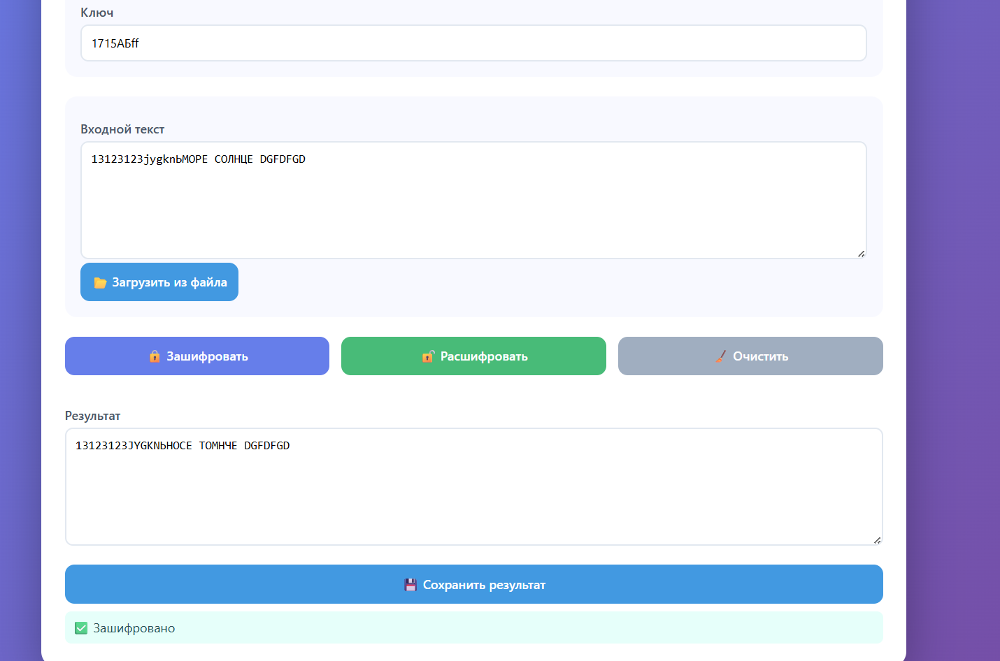 Ключ
1715АБff
Входной текст
13123123jygknЬМОРЕ СОЛНЦЕ DGFDFGD
Загрузить из файла
Зашифровать
Расшифровать
Очистить
Результат
13123123JYGKNЬНОСЕ ТОМНЧЕ DGFDFGD
Сохранить результат
Зашифровано